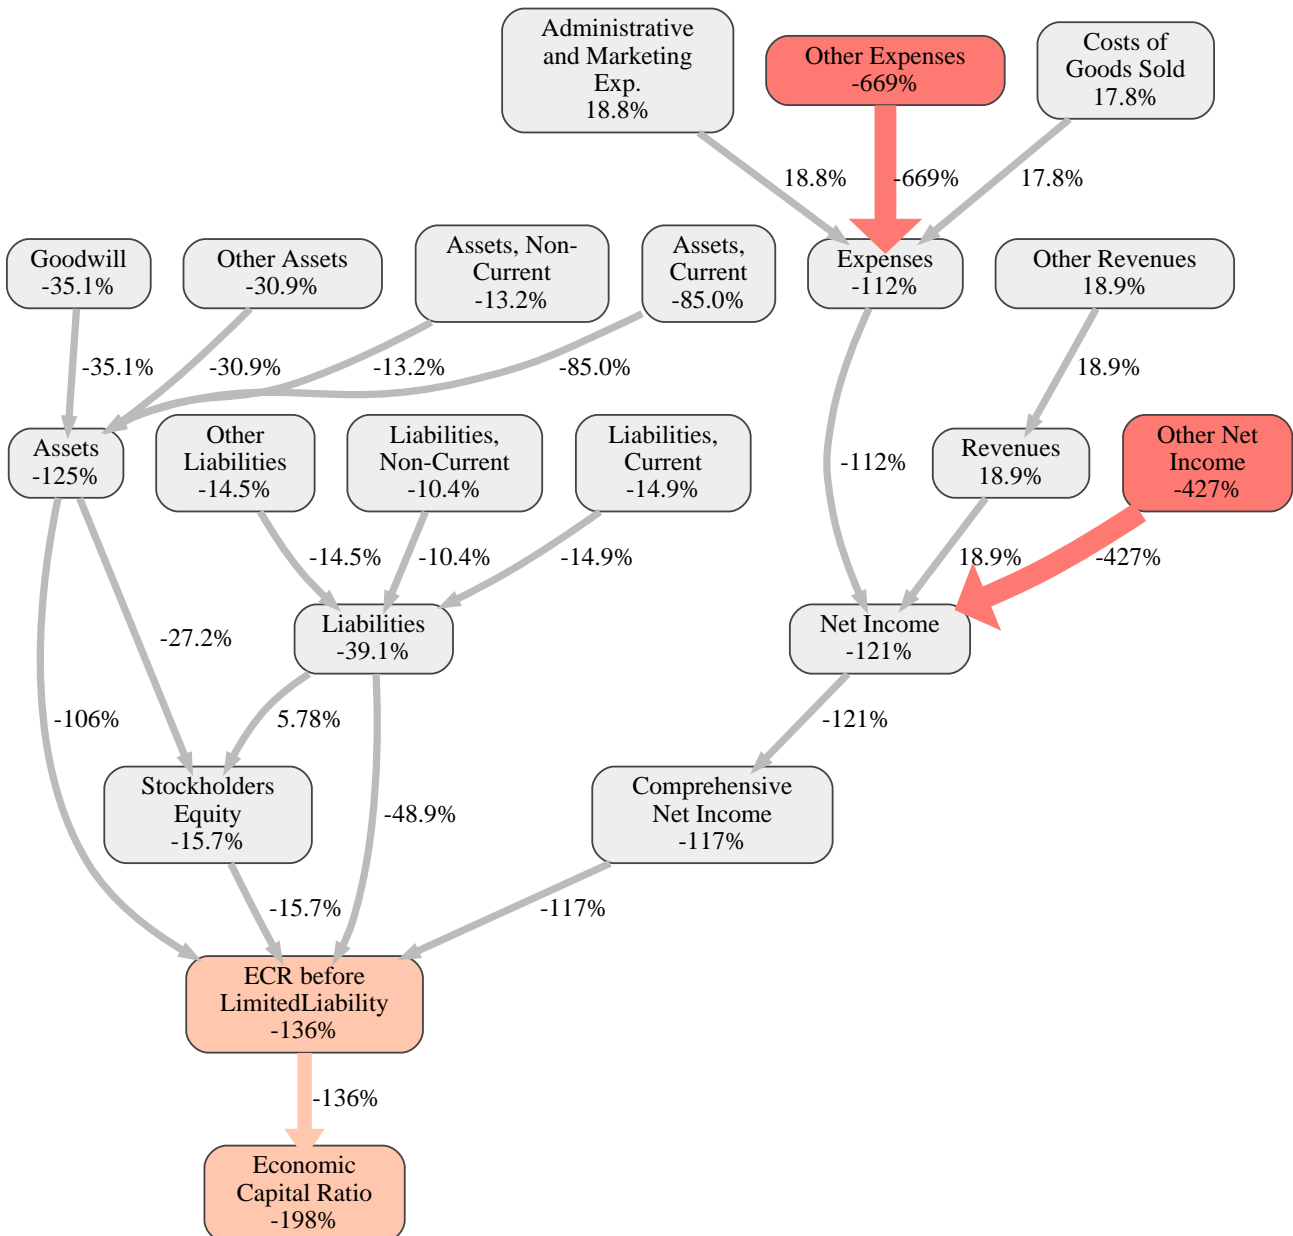 Administrative
and Marketing
Exp.
18.8%
Other Expenses
-669%
Costs of
Goods Sold
17.8%
18.8%
-669%
17.8%
Goodwill
-35.1%
Other Assets
-30.9%
Assets, Non-
Current
-13.2%
Assets,
Current
-85.0%
Expenses
-112%
Other Revenues
18.9%
-35.1%
-30.9%
-13.2%
-85.0%
18.9%
Assets
-125%
Other
Liabilities
-14.5%
Liabilities,
Non-Current
-10.4%
Liabilities,
Current
-14.9%
-112%
Revenues
18.9%
Other Net
Income
-427%
-14.5%
-10.4%
-14.9%
18.9%
-427%
-27.2%
Liabilities
-39.1%
Net Income
-121%
-106%
5.78%
-121%
Stockholders
Equity
-15.7%
-48.9%
Comprehensive
Net Income
-117%
-15.7%
-117%
ECR before
LimitedLiability
-136%
-136%
Economic
Capital Ratio
-198%